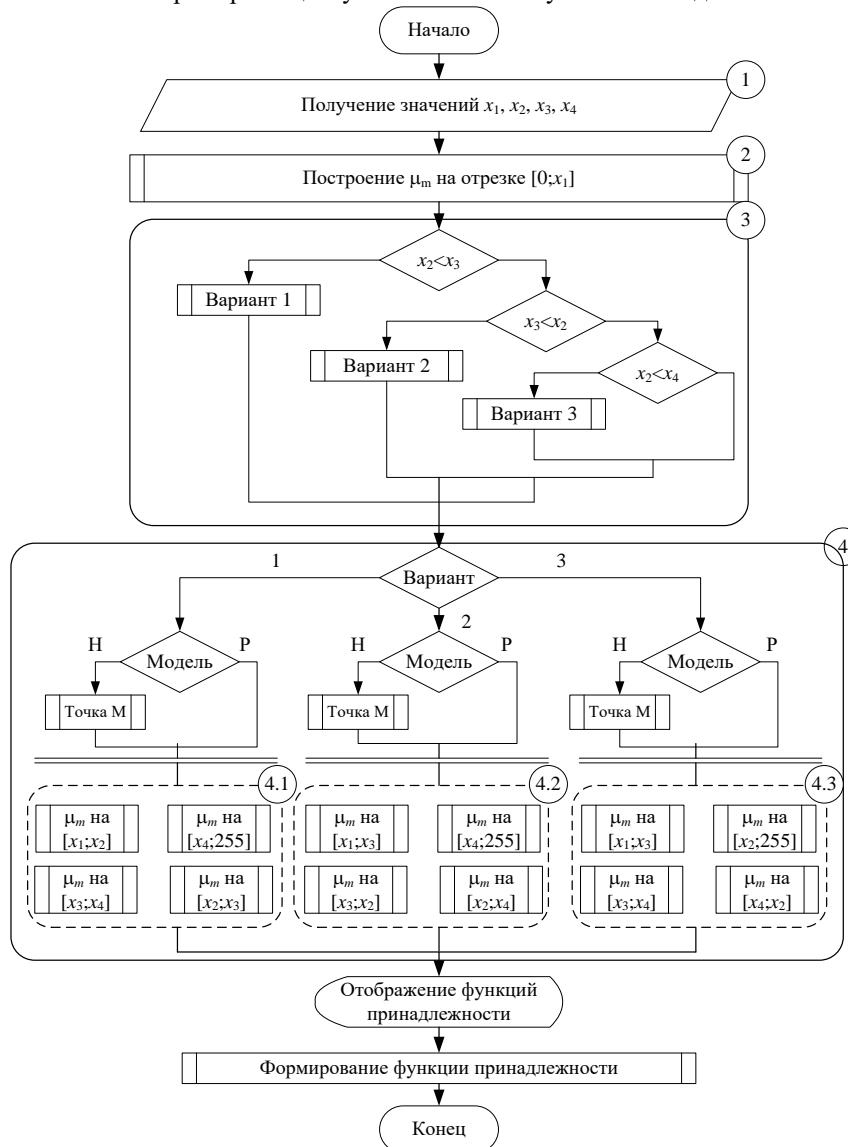 Начало
1
Получение значений x₁, x₂, x₃, x₄
2
Построение μₘ на отрезке [0;x₁]
3
x₂<x₃
Вариант 1
x₃<x₂
Вариант 2
x₂<x₄
Вариант 3
4
1
Вариант
3
2
Н
Модель
Р
Н
Модель
Р
Н
Модель
Р
Точка М
Точка М
Точка М
4.1
4.2
4.3
μₘ на
[x₁;x₂]
μₘ на
[x₄;255]
μₘ на
[x₃;x₄]
μₘ на
[x₂;x₃]
μₘ на
[x₁;x₃]
μₘ на
[x₄;255]
μₘ на
[x₃;x₂]
μₘ на
[x₂;x₄]
μₘ на
[x₁;x₃]
μₘ на
[x₂;255]
μₘ на
[x₃;x₄]
μₘ на
[x₄;x₂]
Отображение функций
принадлежности
Формирование функции принадлежности
Конец